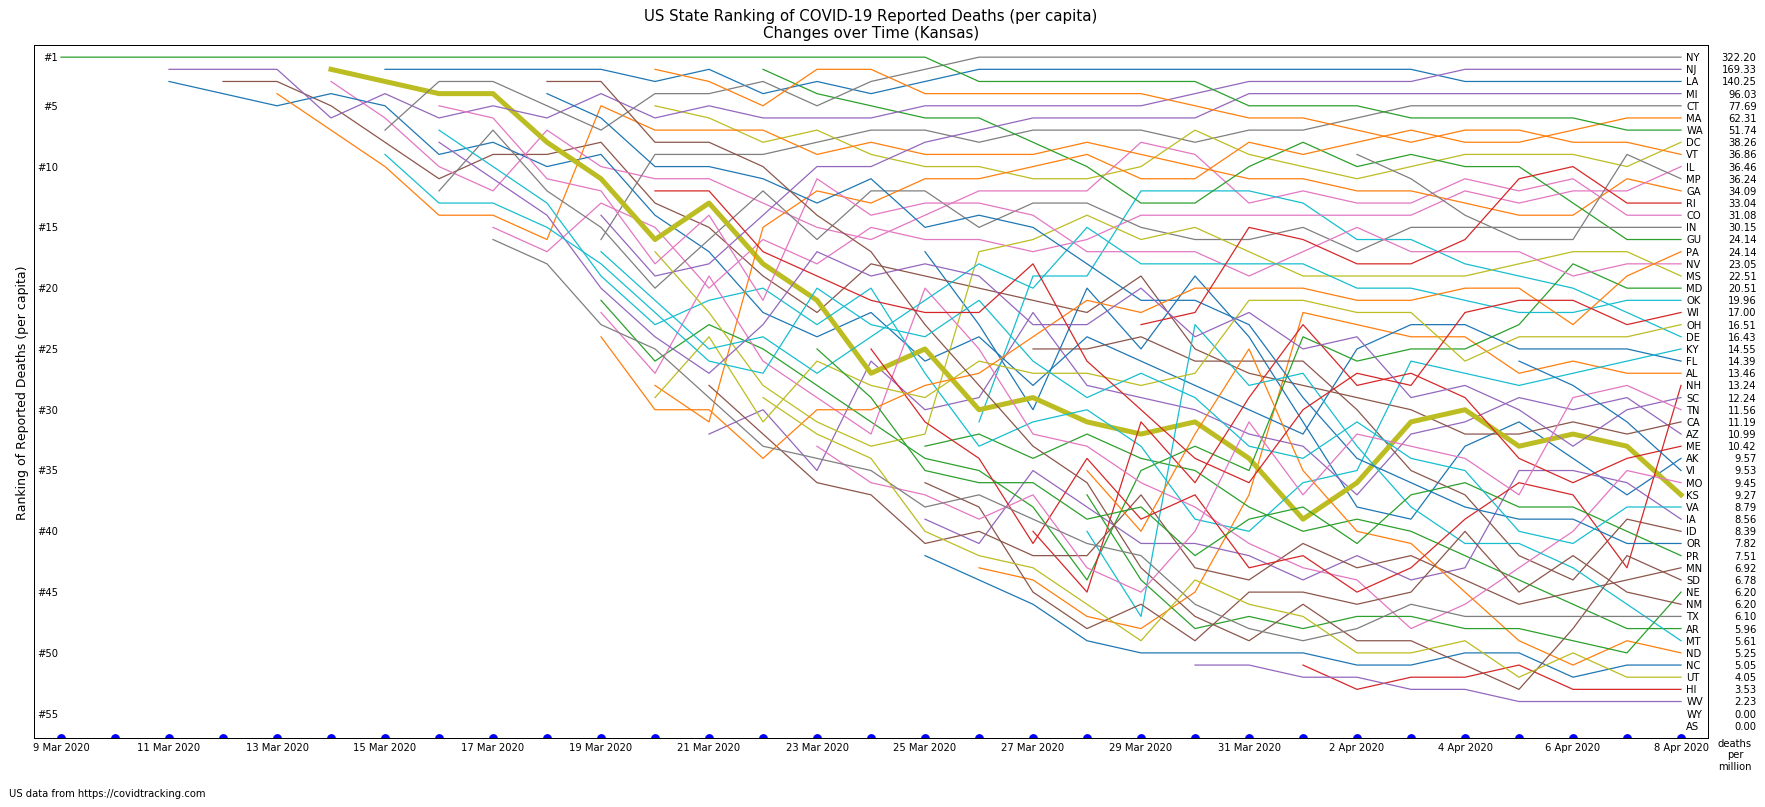 US State Ranking of COVID-19 Reported Deaths (per capita)
Changes over Time (Kansas)
Ranking of Reported Deaths (per capita)
#1
#5
#10
#15
#20
#25
#30
#35
#40
#45
#50
#55
NY 322.20
NJ 169.33
LA 140.25
MI 96.03
CT 77.69
MA 62.31
WA 51.74
DC 38.26
VT 36.86
IL 36.46
MP 36.24
GA 34.09
RI 33.04
CO 31.08
IN 30.15
GU 24.14
PA 24.14
NV 23.05
MS 22.51
MD 20.51
OK 19.96
WI 17.00
OH 16.51
DE 16.43
KY 14.55
FL 14.39
AL 13.46
NH 13.24
SC 12.24
TN 11.56
CA 11.19
AZ 10.99
ME 10.42
AK 9.57
VI 9.53
MO 9.45
KS 9.27
VA 8.79
IA 8.56
ID 8.39
OR 7.82
PR 7.51
MN 6.92
SD 6.78
NE 6.20
NM 6.20
TX 6.10
AR 5.96
MT 5.61
ND 5.25
NC 5.05
UT 4.05
HI 3.53
WV 2.23
WY 0.00
AS 0.00
9 Mar 2020 11 Mar 2020 13 Mar 2020 15 Mar 2020 17 Mar 2020 19 Mar 2020 21 Mar 2020 23 Mar 2020 25 Mar 2020 27 Mar 2020 29 Mar 2020 31 Mar 2020 2 Apr 2020 4 Apr 2020 6 Apr 2020 8 Apr 2020
deaths
per
million
US data from https://covidtracking.com